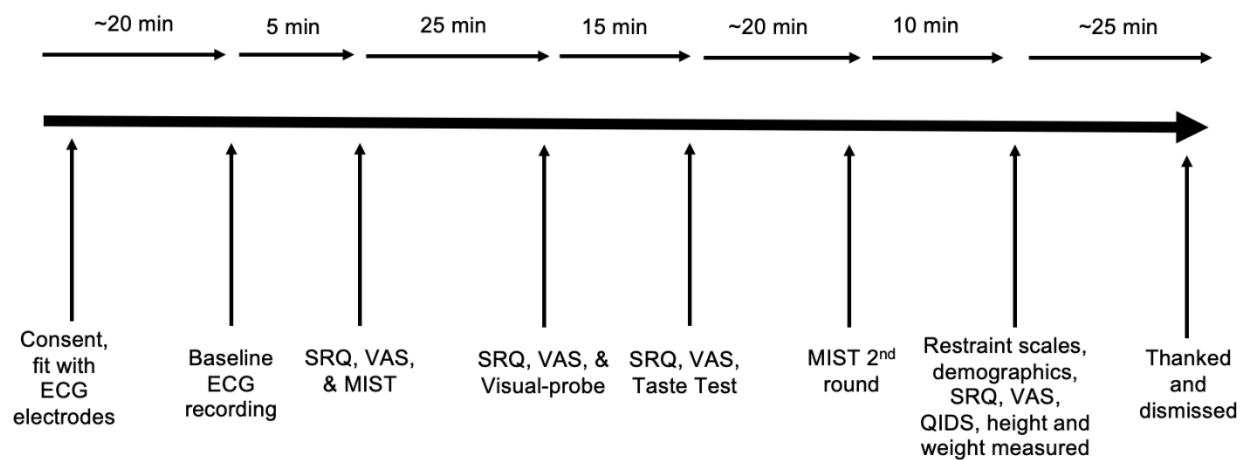 ~20 min
5 min
25 min
15 min
~20 min
10 min
~25 min
Consent,
fit with
ECG
electrodes
Baseline
ECG
recording
SRQ, VAS,
& MIST
SRQ, VAS, &
Visual-probe
SRQ, VAS,
Taste Test
MIST 2nd
round
Restraint scales,
demographics,
SRQ, VAS,
QIDS, height and
weight measured
Thanked
and
dismissed